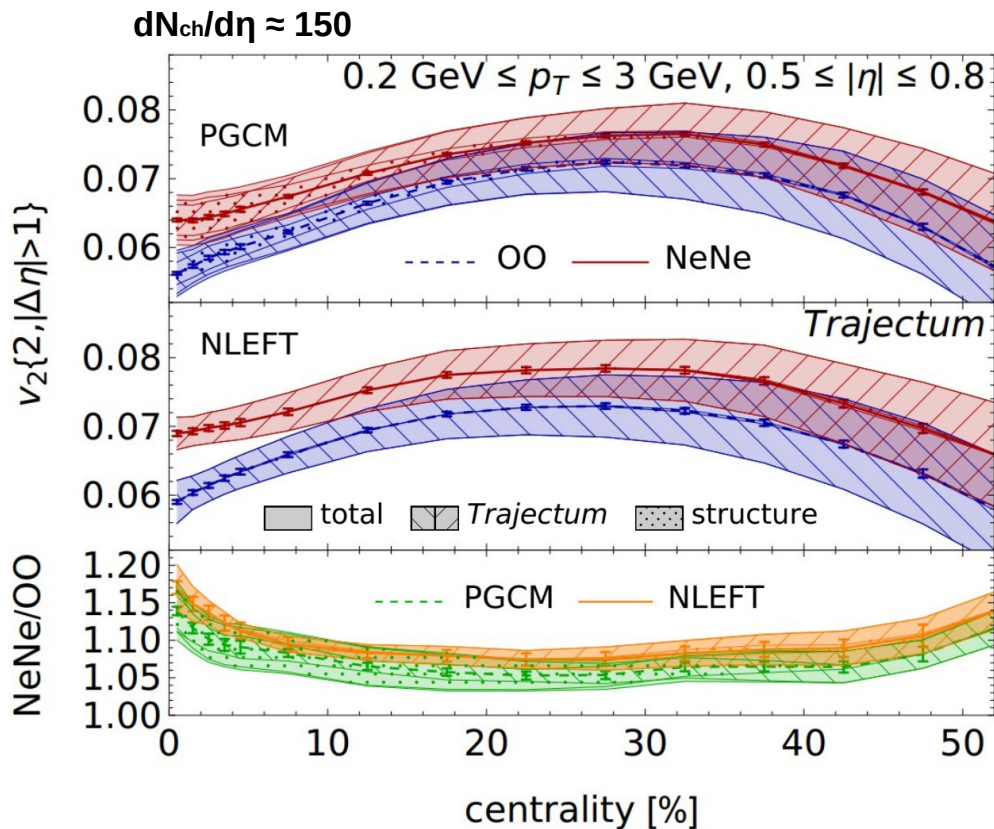 dNch/dη ≈ 150
0.2 GeV ≤ pT ≤ 3 GeV, 0.5 ≤ |η| ≤ 0.8
0.08
PGCM
0.07
0.06
OO NeNe
Trajectum
NLEFT
0.08
0.07
0.06
total Trajectum structure
v2{2,|Δη|>1}
1.20
PGCM NLEFT
1.15
1.10
1.05
1.00
NeNe/OO
0 10 20 30 40 50
centrality [%]